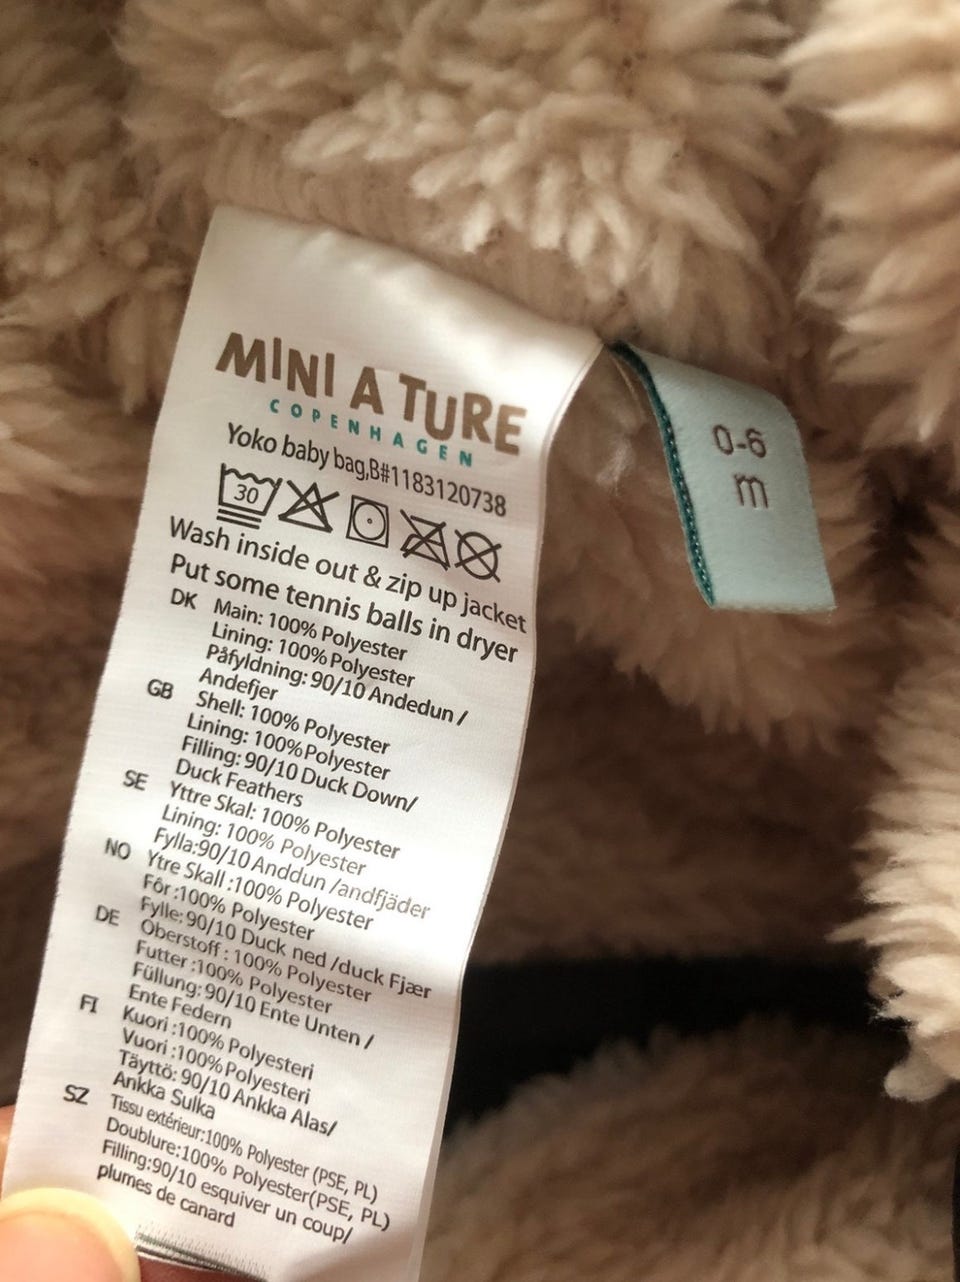 MINI A TURE
COPENHAGEN
Yoko baby bag,B#1183120738
30
Wash inside out & zip up jacket
Put some tennis balls in dryer
DK Main: 100% Polyester
Lining: 100% Polyester
Påfyldning: 90/10 Andedun /
Andefjer
GB Shell: 100% Polyester
Lining: 100% Polyester
Filling: 90/10 Duck Down/
Duck Feathers
SE Yttre Skal: 100% Polyester
Lining: 100% Polyester
Fylla:90/10 Anddun /andfjäder
NO Ytre Skall :100% Polyester
Fôr :100% Polyester
Fylle: 90/10 Duck ned /duck Fjær
DE Oberstoff : 100% Polyester
Futter :100% Polyester
Füllung: 90/10 Ente Unten /
Ente Federn
FI Kuori :100% Polyesteri
Vuori :100% Polyesteri
Täyttö: 90/10 Ankka Alas/
Ankka Sulka
SZ Tissu extérieur:100% Polyester (PSE, PL)
Doublure:100% Polyester(PSE, PL)
Filling:90/10 esquiver un coup/
plumes de canard
0-6
m